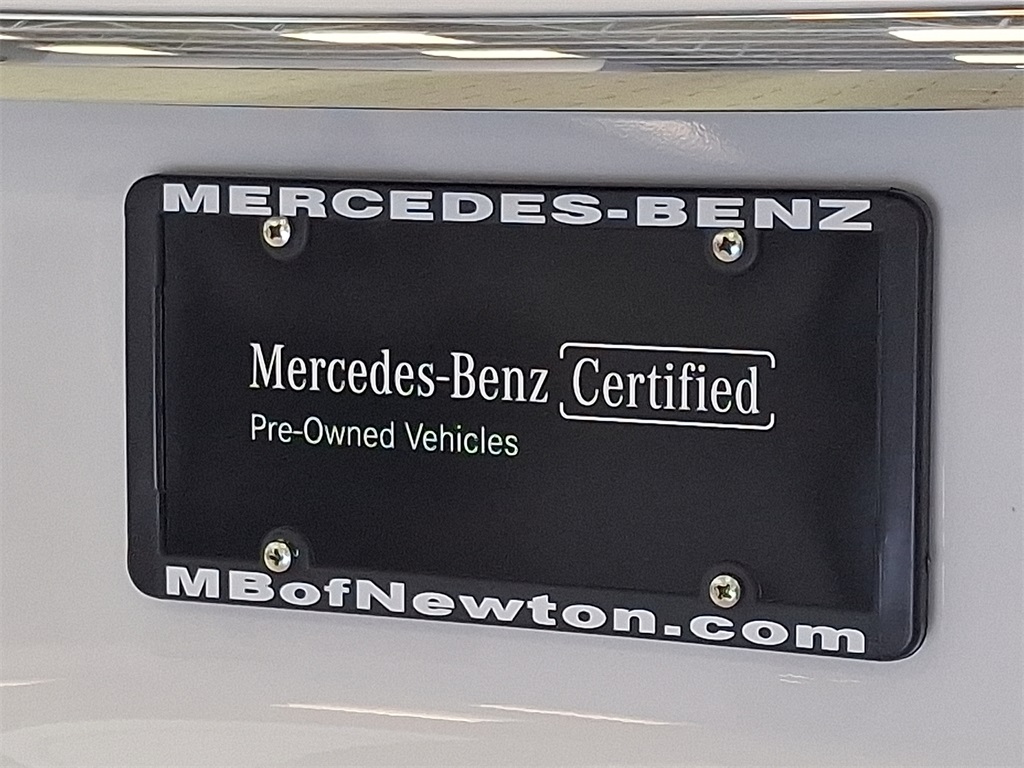 MERCEDES-BENZ
Mercedes-Benz Certified
Pre-Owned Vehicles
MBofNewton.com